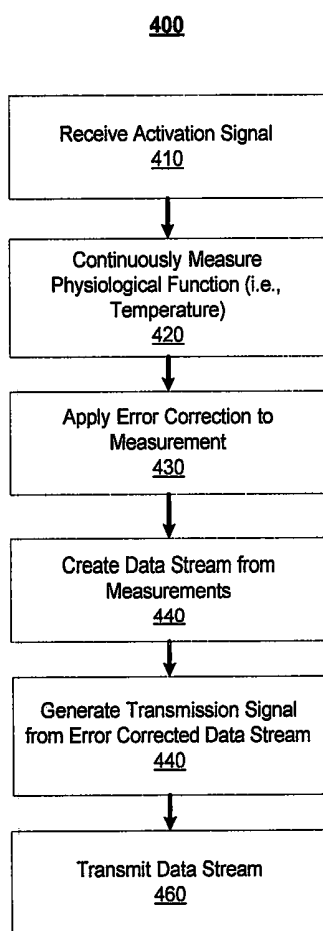 400
Receive Activation Signal
410
Continuously Measure
Physiological Function (i.e.,
Temperature)
420
Apply Error Correction to
Measurement
430
Create Data Stream from
Measurements
440
Generate Transmission Signal
from Error Corrected Data Stream
440
Transmit Data Stream
460